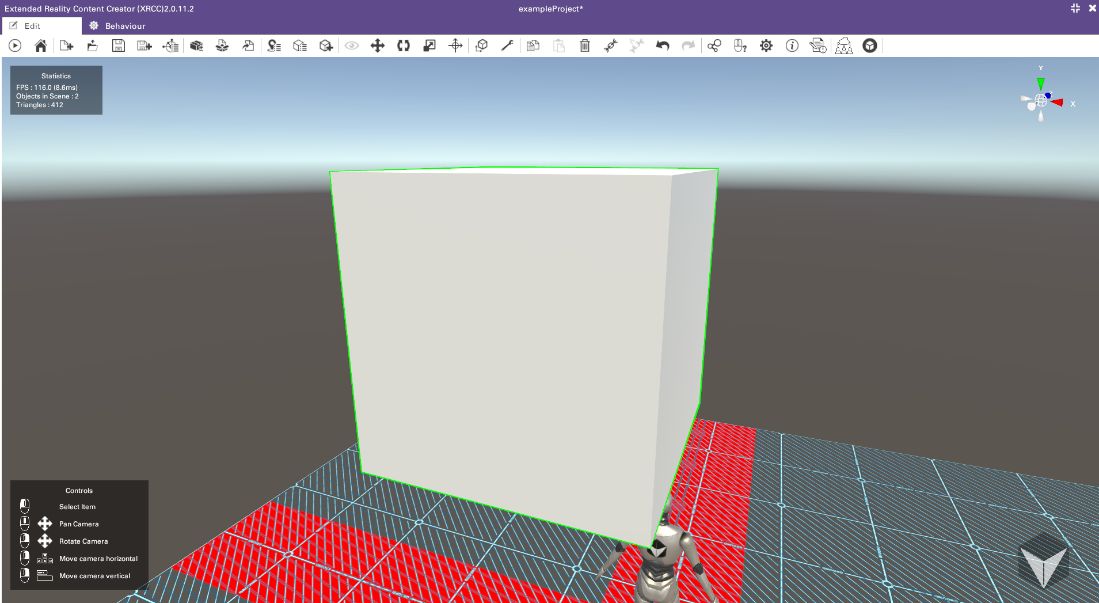 Extended Reality Content Creator (XRCC)2.0.11.2
exampleProject*
Edit
Behaviour
Statistics
FPS : 116.0 (8.6ms)
Objects in Scene : 2
Triangles : 412
Y
X
Controls
Select Item
Pan Camera
Rotate Camera
Move camera horizontal
Move camera vertical